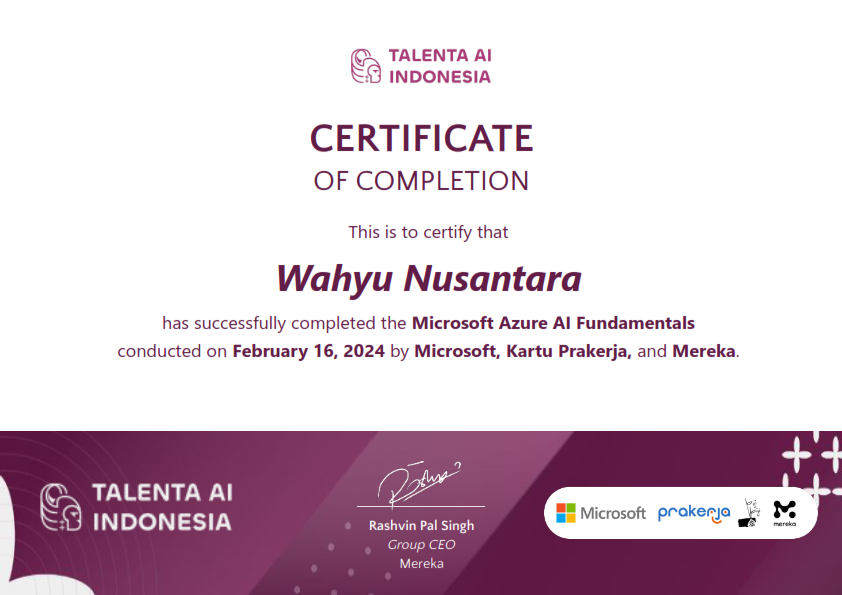 TALENTA AI
INDONESIA
CERTIFICATE
OF COMPLETION
This is to certify that
Wahyu Nusantara
has successfully completed the Microsoft Azure AI Fundamentals
conducted on February 16, 2024 by Microsoft, Kartu Prakerja, and Mereka.
TALENTA AI
INDONESIA
Rashvin Pal Singh
Group CEO
Mereka
Microsoft
prakerja
mereka